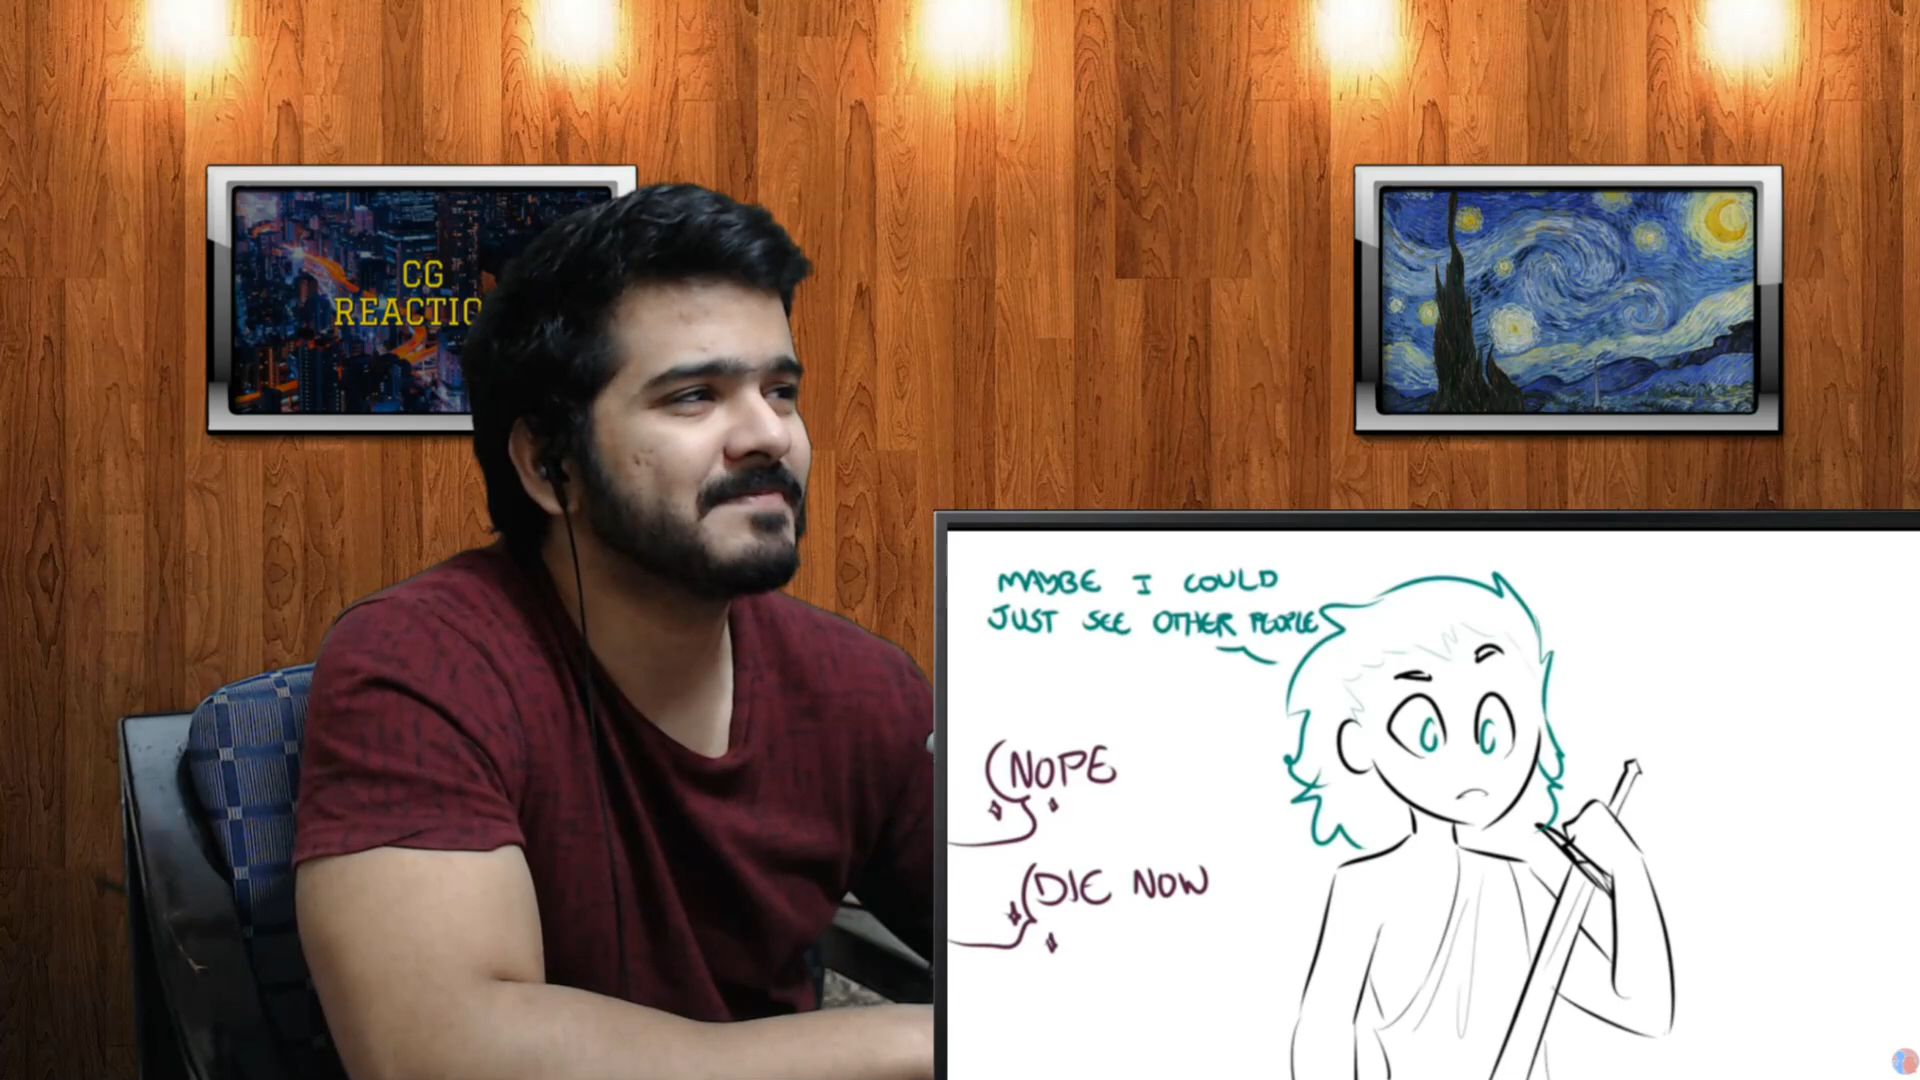 CG
REACTIO
MAYBE I COULD
JUST SEE OTHER PEOPLE
NOPE
DIE NOW